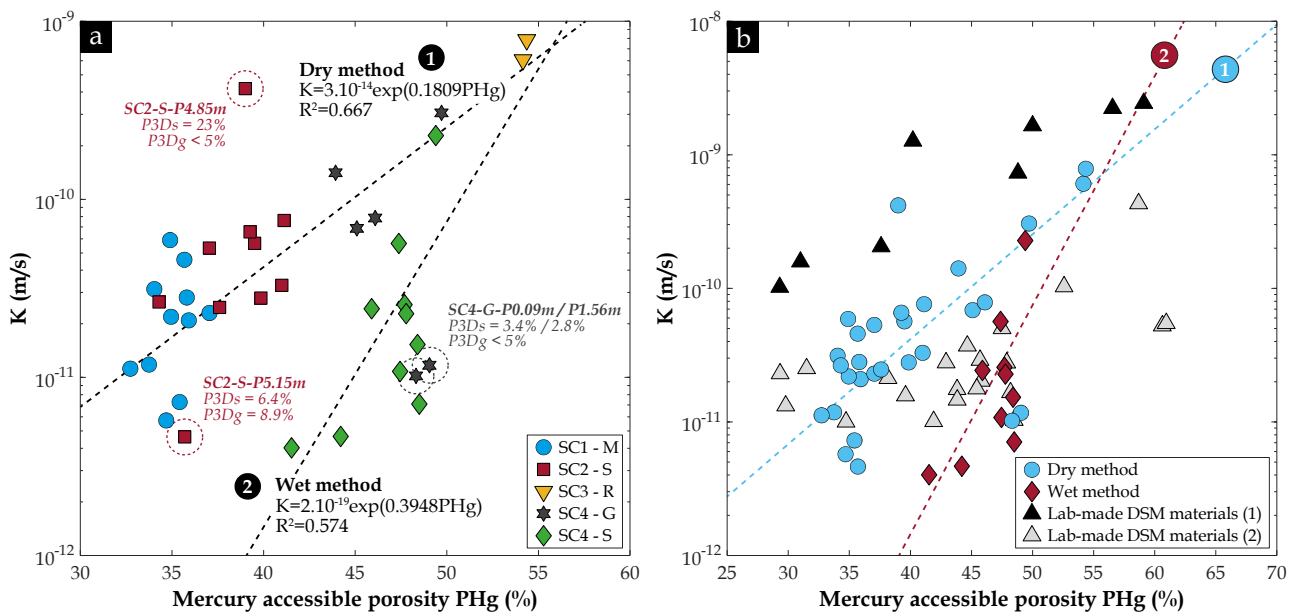 a
10⁻⁹
10⁻¹⁰
10⁻¹¹
10⁻¹²
K (m/s)
1
Dry method
K=3.10⁻¹⁴exp(0.1809PHg)
R²=0.667
SC2-S-P4.85m
P3Ds = 23%
P3Dg < 5%
SC4-G-P0.09m / P1.56m
P3Ds = 3.4% / 2.8%
P3Dg < 5%
SC2-S-P5.15m
P3Ds = 6.4%
P3Dg = 8.9%
2
Wet method
K=2.10⁻¹⁹exp(0.3948PHg)
R²=0.574
SC1 - M
SC2 - S
SC3 - R
SC4 - G
SC4 - S
30 35 40 45 50 55 60
Mercury accessible porosity PHg (%)
b
10⁻⁸
10⁻⁹
10⁻¹⁰
10⁻¹¹
10⁻¹²
K (m/s)
2
1
Dry method
Wet method
Lab-made DSM materials (1)
Lab-made DSM materials (2)
25 30 35 40 45 50 55 60 65 70
Mercury accessible porosity PHg (%)